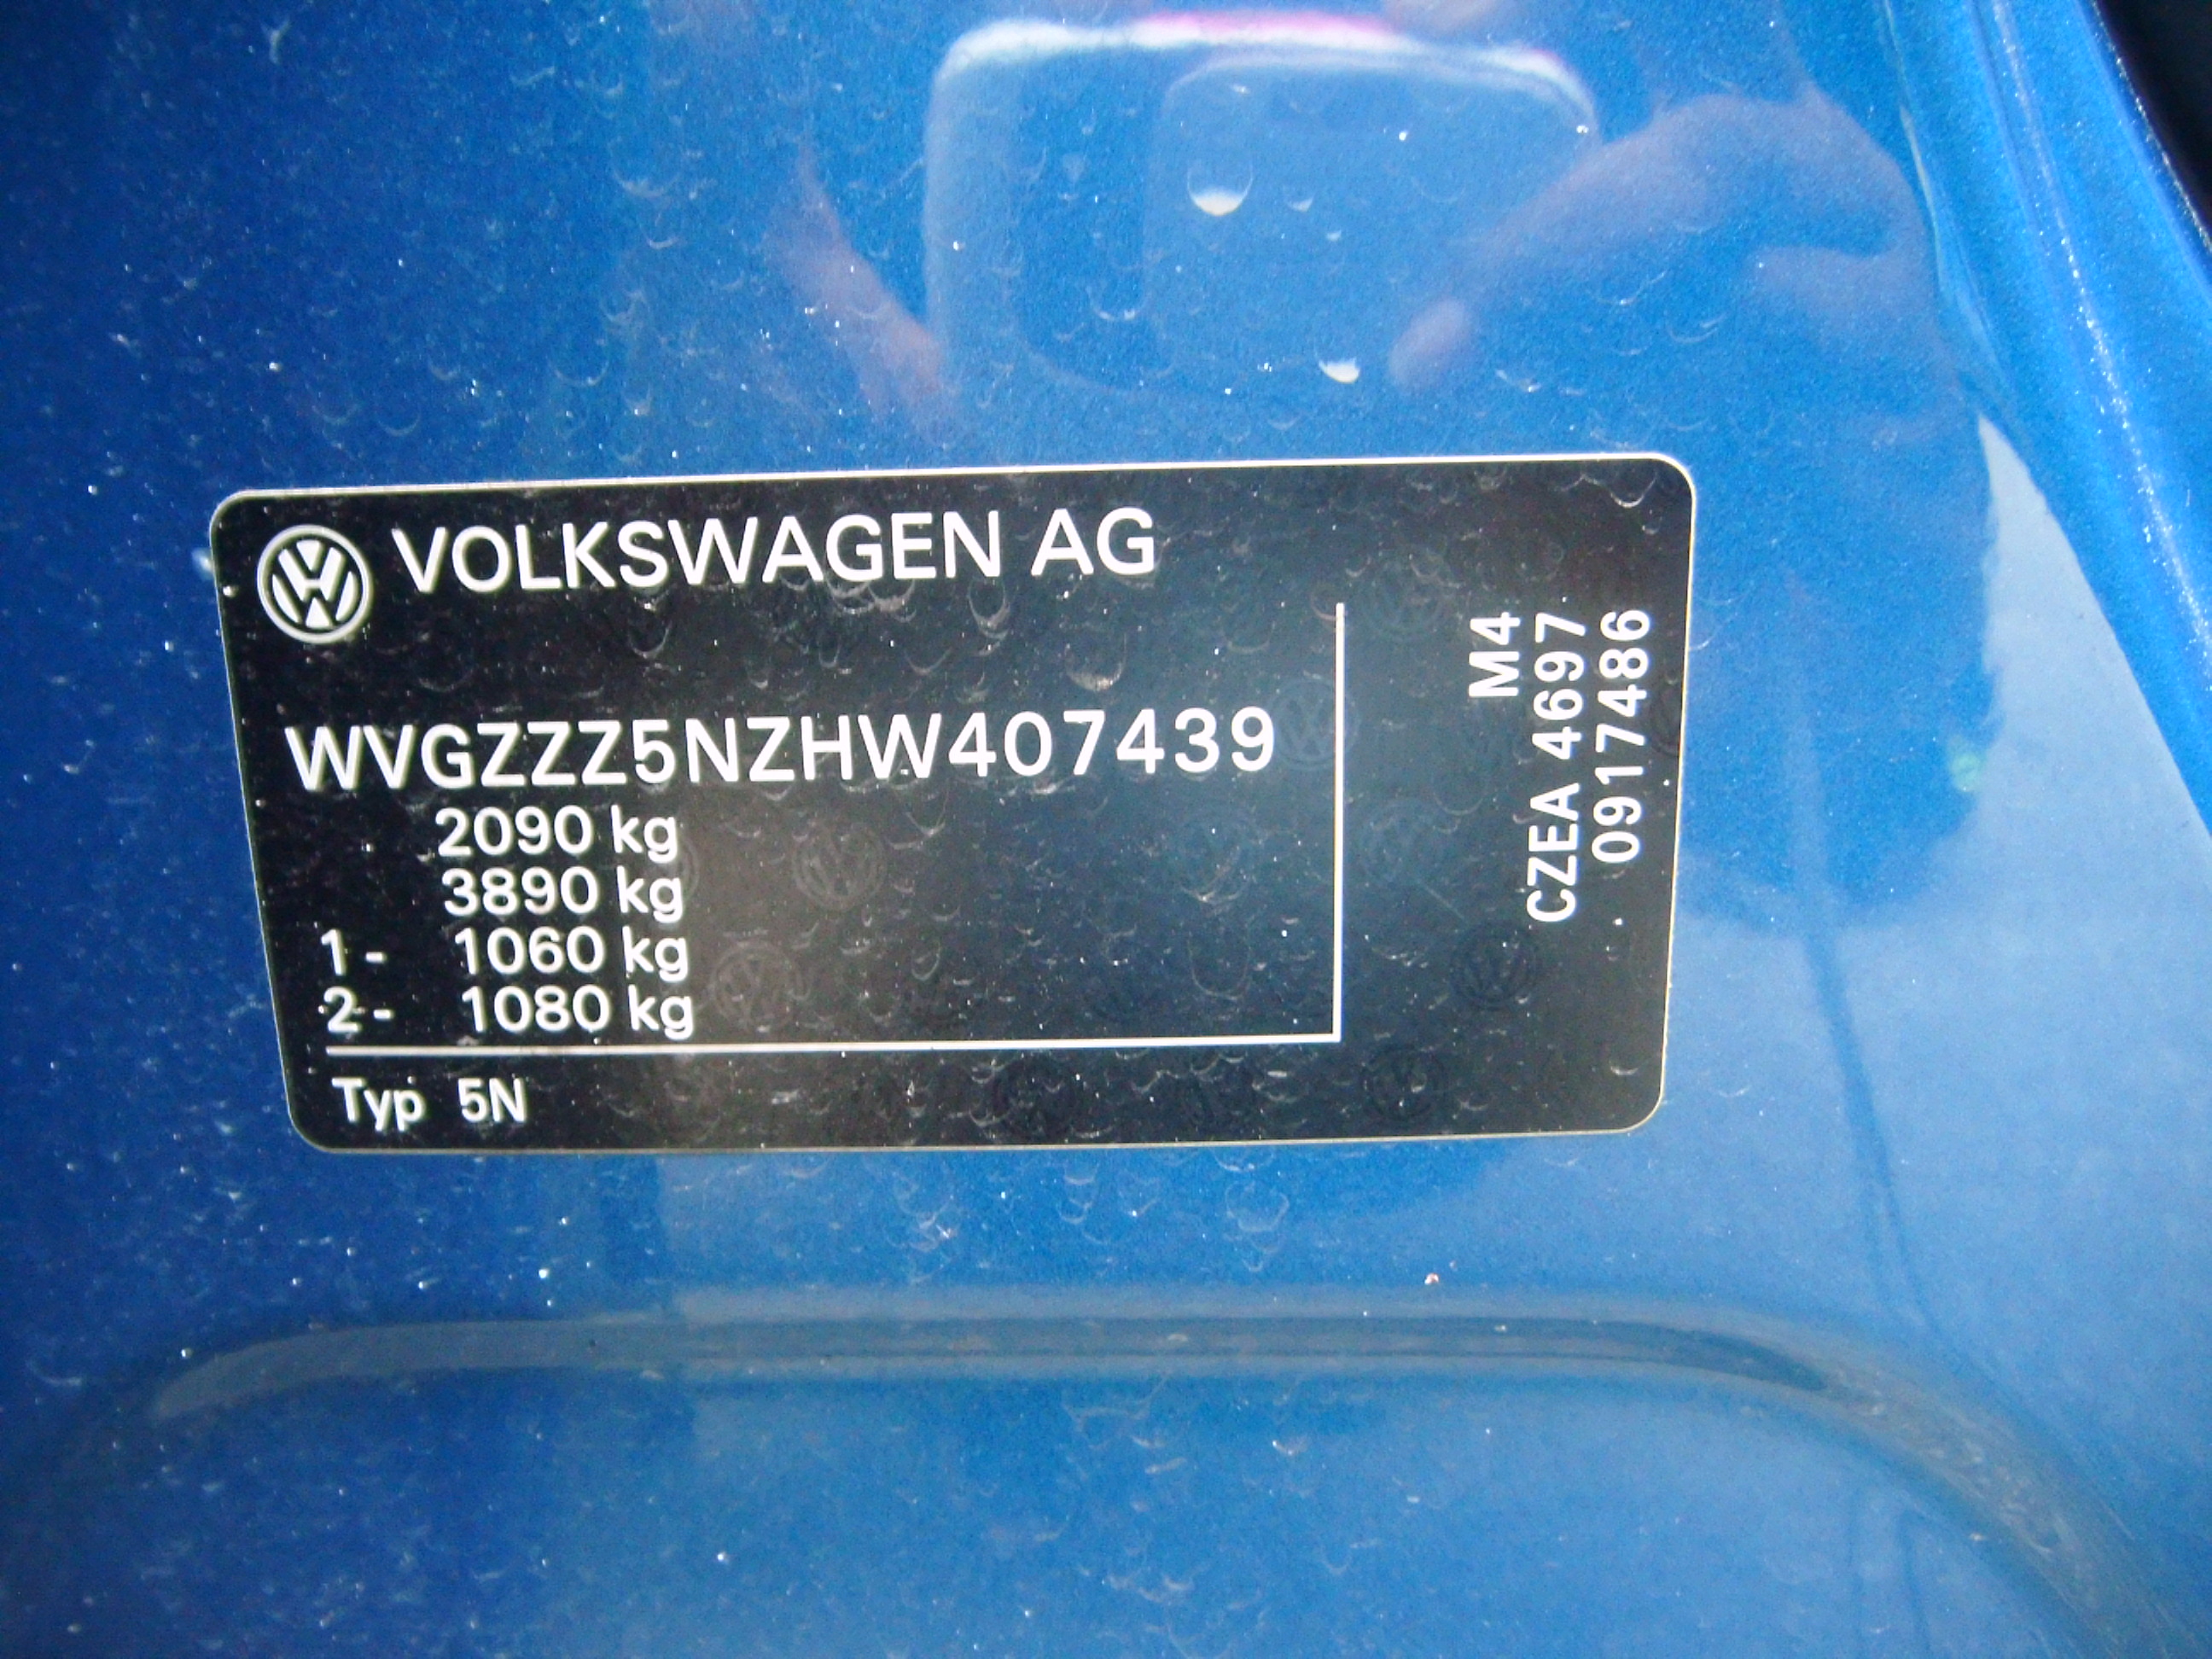 VOLKSWAGEN AG
WVGZZZ5NZHW407439
2090 kg
3890 kg
1- 1060 kg
2- 1080 kg
Typ 5N
M4
CZEA 4697
0917486